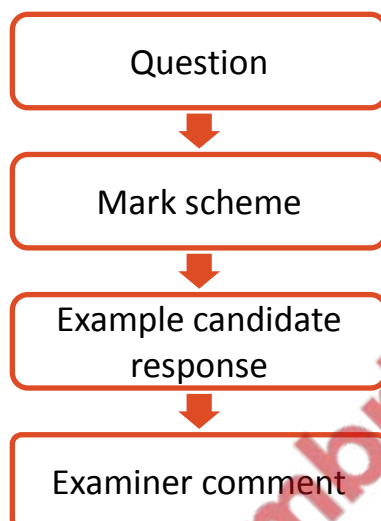 Question
Mark scheme
Example candidate
response
Examiner comment